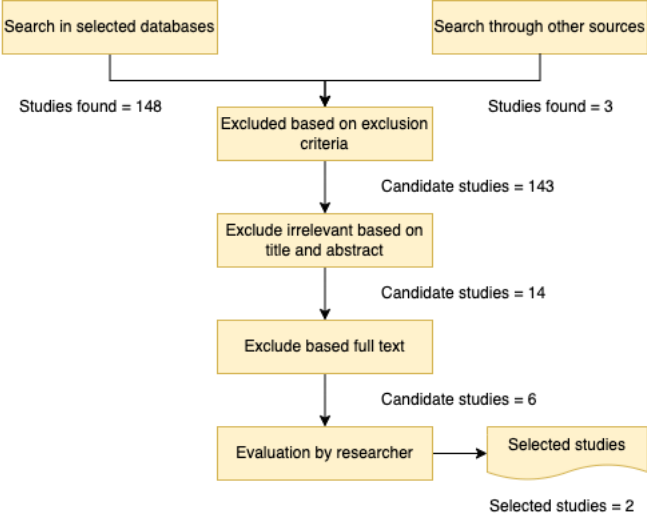 Search in selected databases
Search through other sources
Studies found = 148
Studies found = 3
Excluded based on exclusion
criteria
Candidate studies = 143
Exclude irrelevant based on
title and abstract
Candidate studies = 14
Exclude based full text
Candidate studies = 6
Evaluation by researcher
Selected studies
Selected studies = 2